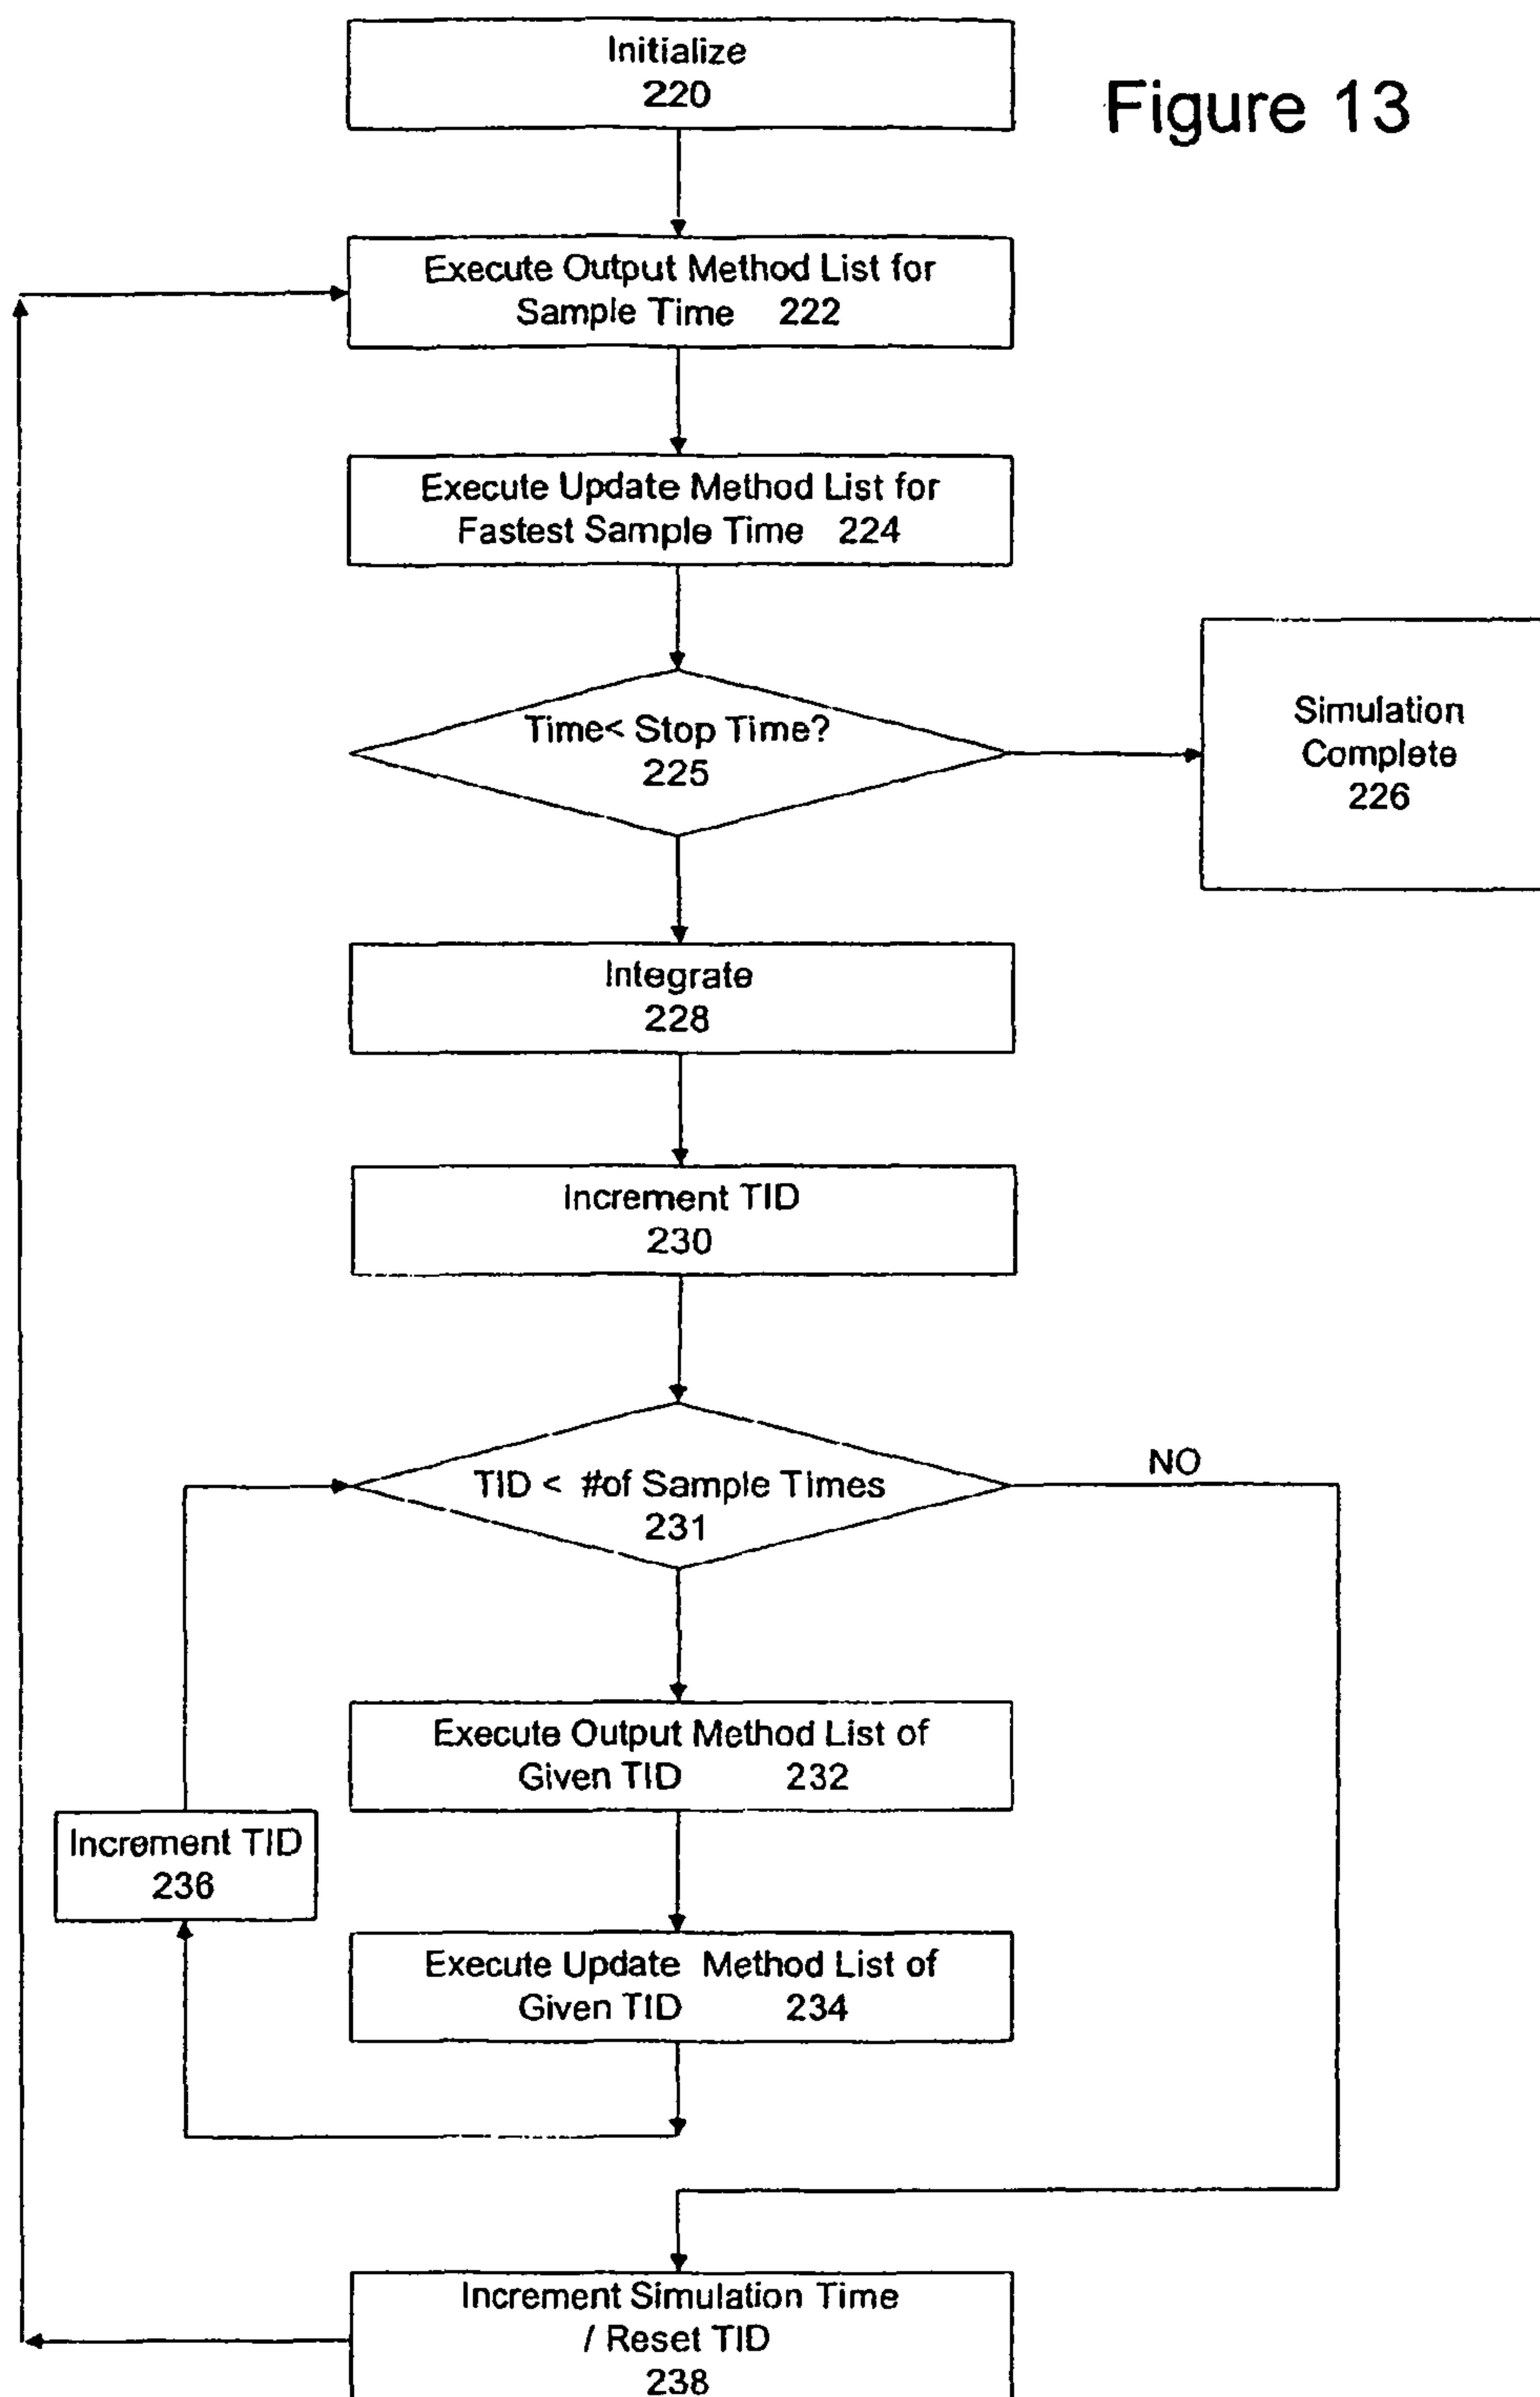 Initialize
220
Figure 13
Execute Output Method List for
Sample Time 222
Execute Update Method List for
Fastest Sample Time 224
Time< Stop Time?
225
Simulation
Complete
226
Integrate
228
Increment TID
230
TID < #of Sample Times
231
NO
Execute Output Method List of
Given TID 232
Increment TID
236
Execute Update Method List of
Given TID 234
Increment Simulation Time
/ Reset TID
238